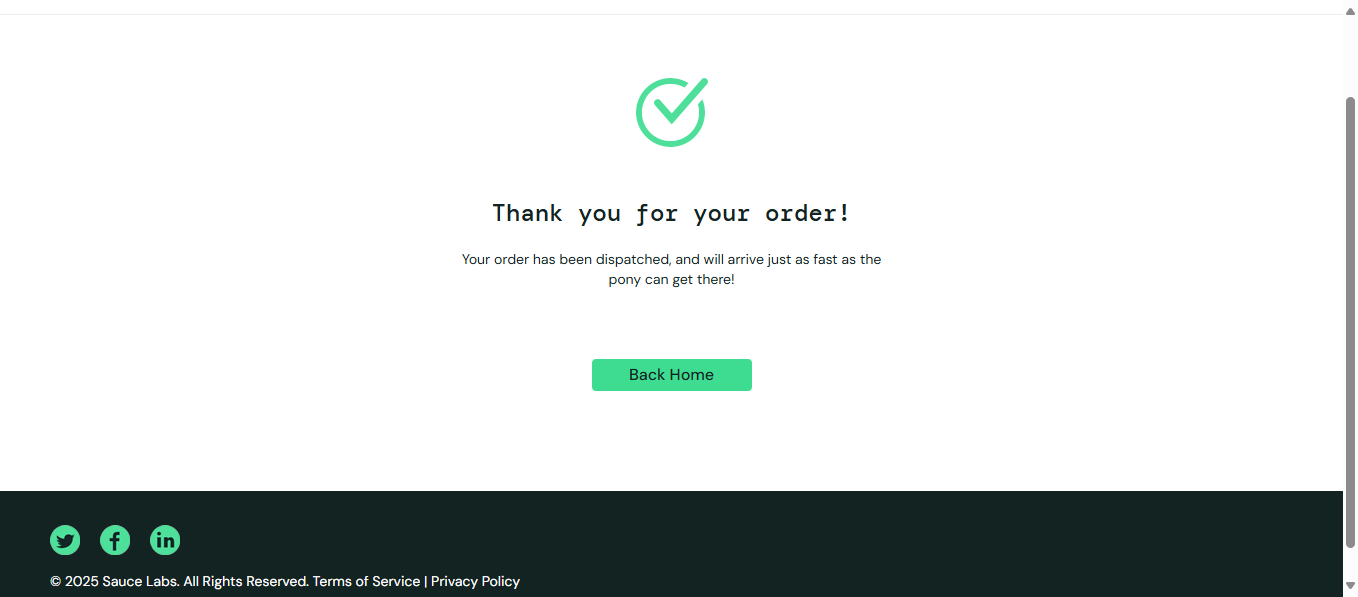 Thank you for your order!
Your order has been dispatched, and will arrive just as fast as the
pony can get there!
Back Home
© 2025 Sauce Labs. All Rights Reserved. Terms of Service | Privacy Policy